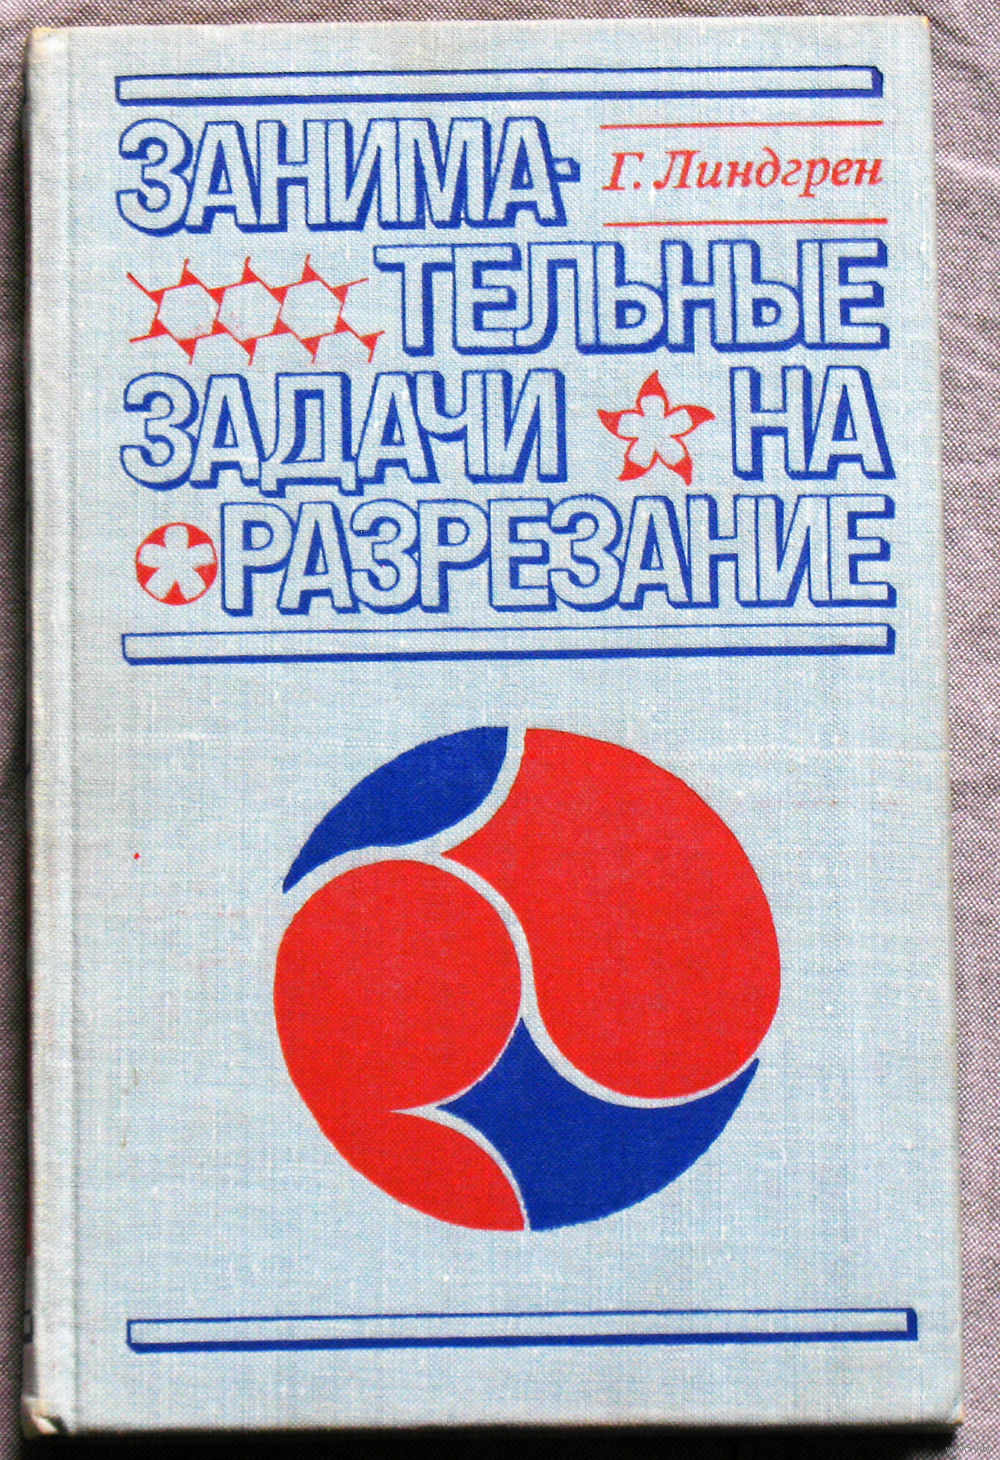 ЗАНИМА-
Г. Линдгрен
ТЕЛЬНЫЕ
ЗАДАЧИ НА
РАЗРЕЗАНИЕ